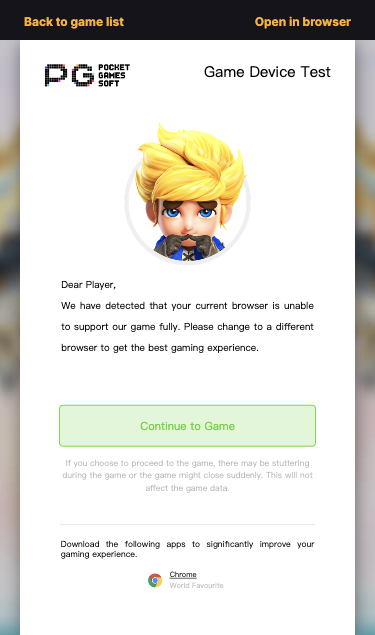 Back to game list Open in browser
PG POCKET GAMES SOFT Game Device Test
Dear Player,
We have detected that your current browser is unable
to support our game fully. Please change to a different
browser to get the best gaming experience.
Continue to Game
If you choose to proceed to the game, there may be stuttering
during the game or the game might close suddenly. This will not
affect the game data.
Download the following apps to significantly improve your
gaming experience.
Chrome
World Favourite